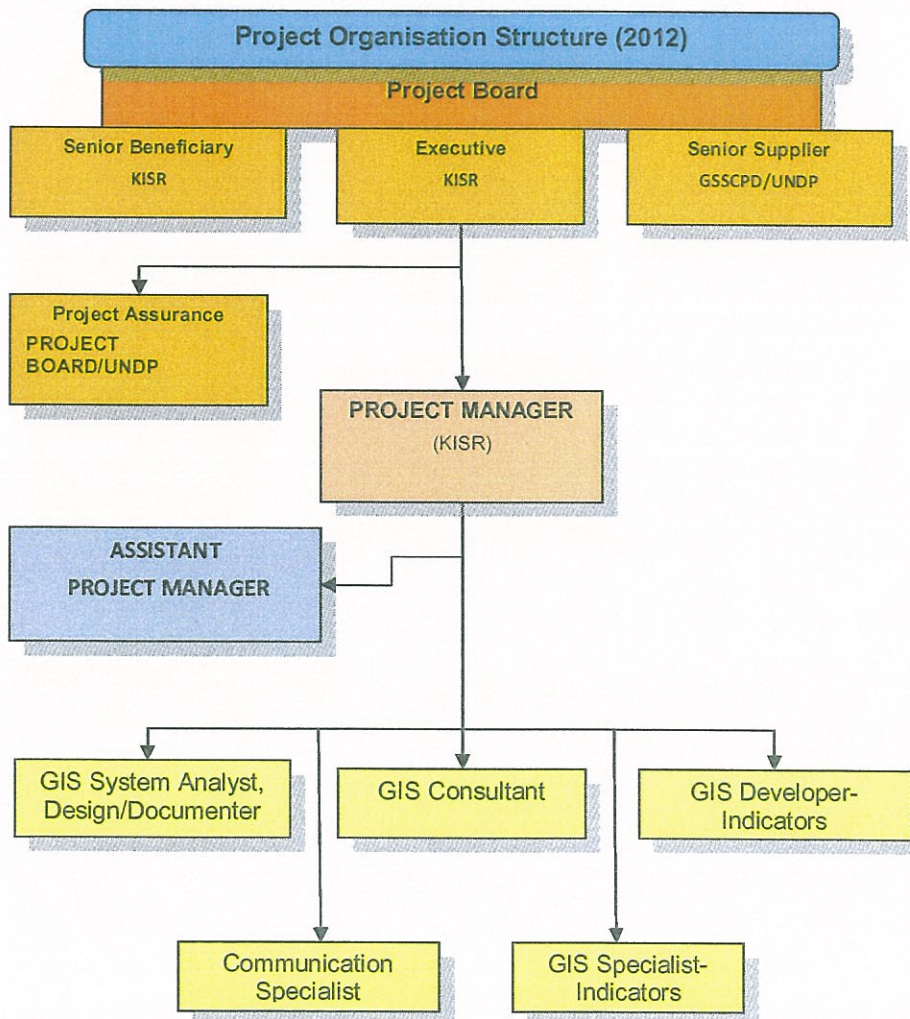 Project Organisation Structure (2012)
Project Board
Senior Beneficiary
KISR
Executive
KISR
Senior Supplier
GSSCPD/UNDP
Project Assurance
PROJECT
BOARD/UNDP
PROJECT MANAGER
(KISR)
ASSISTANT
PROJECT MANAGER
GIS System Analyst,
Design/Documenter
GIS Consultant
GIS Developer-
Indicators
Communication
Specialist
GIS Specialist-
Indicators